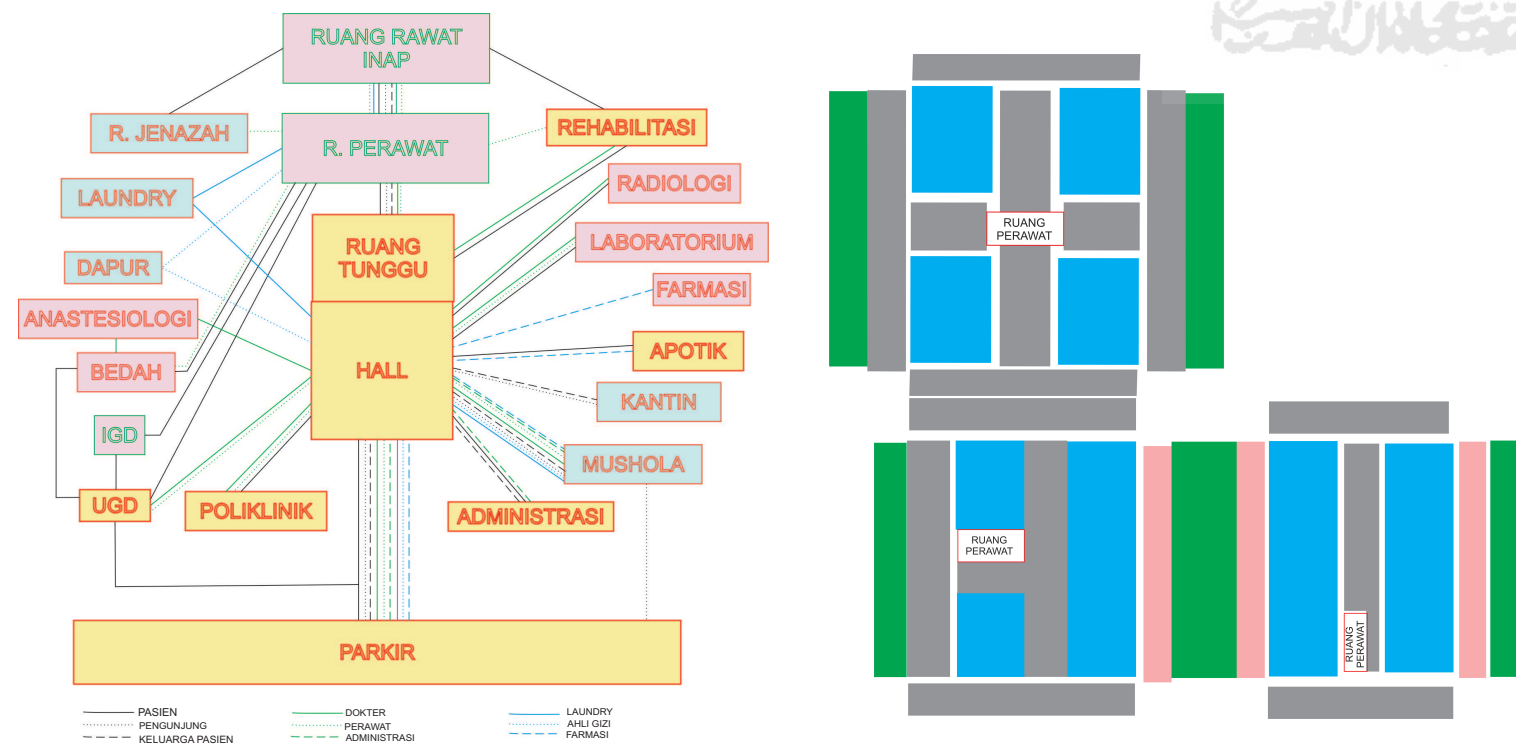 RUANG RAWAT
INAP
R. JENAZAH
R. PERAWAT
REHABILITASI
LAUNDRY
RADIOLOGI
RUANG
TUNGGU
LABORATORIUM
DAPUR
FARMASI
ANASTESIOLOGI
HALL
APOTIK
BEDAH
KANTIN
IGD
MUSHOLA
UGD
POLIKLINIK
ADMINISTRASI
PARKIR
PASIEN
PENGUNJUNG
KELUARGA PASIEN
DOKTER
PERAWAT
ADMINISTRASI
LAUNDRY
AHLI GIZI
FARMASI
RUANG
PERAWAT
RUANG
PERAWAT
RUANG
PERAWAT